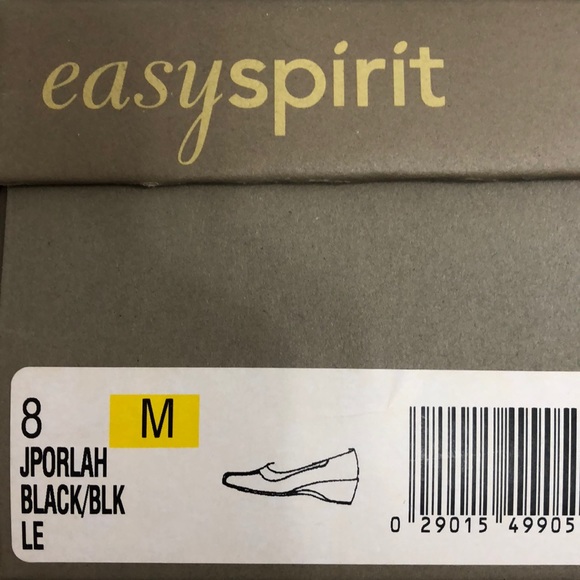 easyspirit
8 M
JPORLAH
BLACK/BLK
LE
0 29015 49905